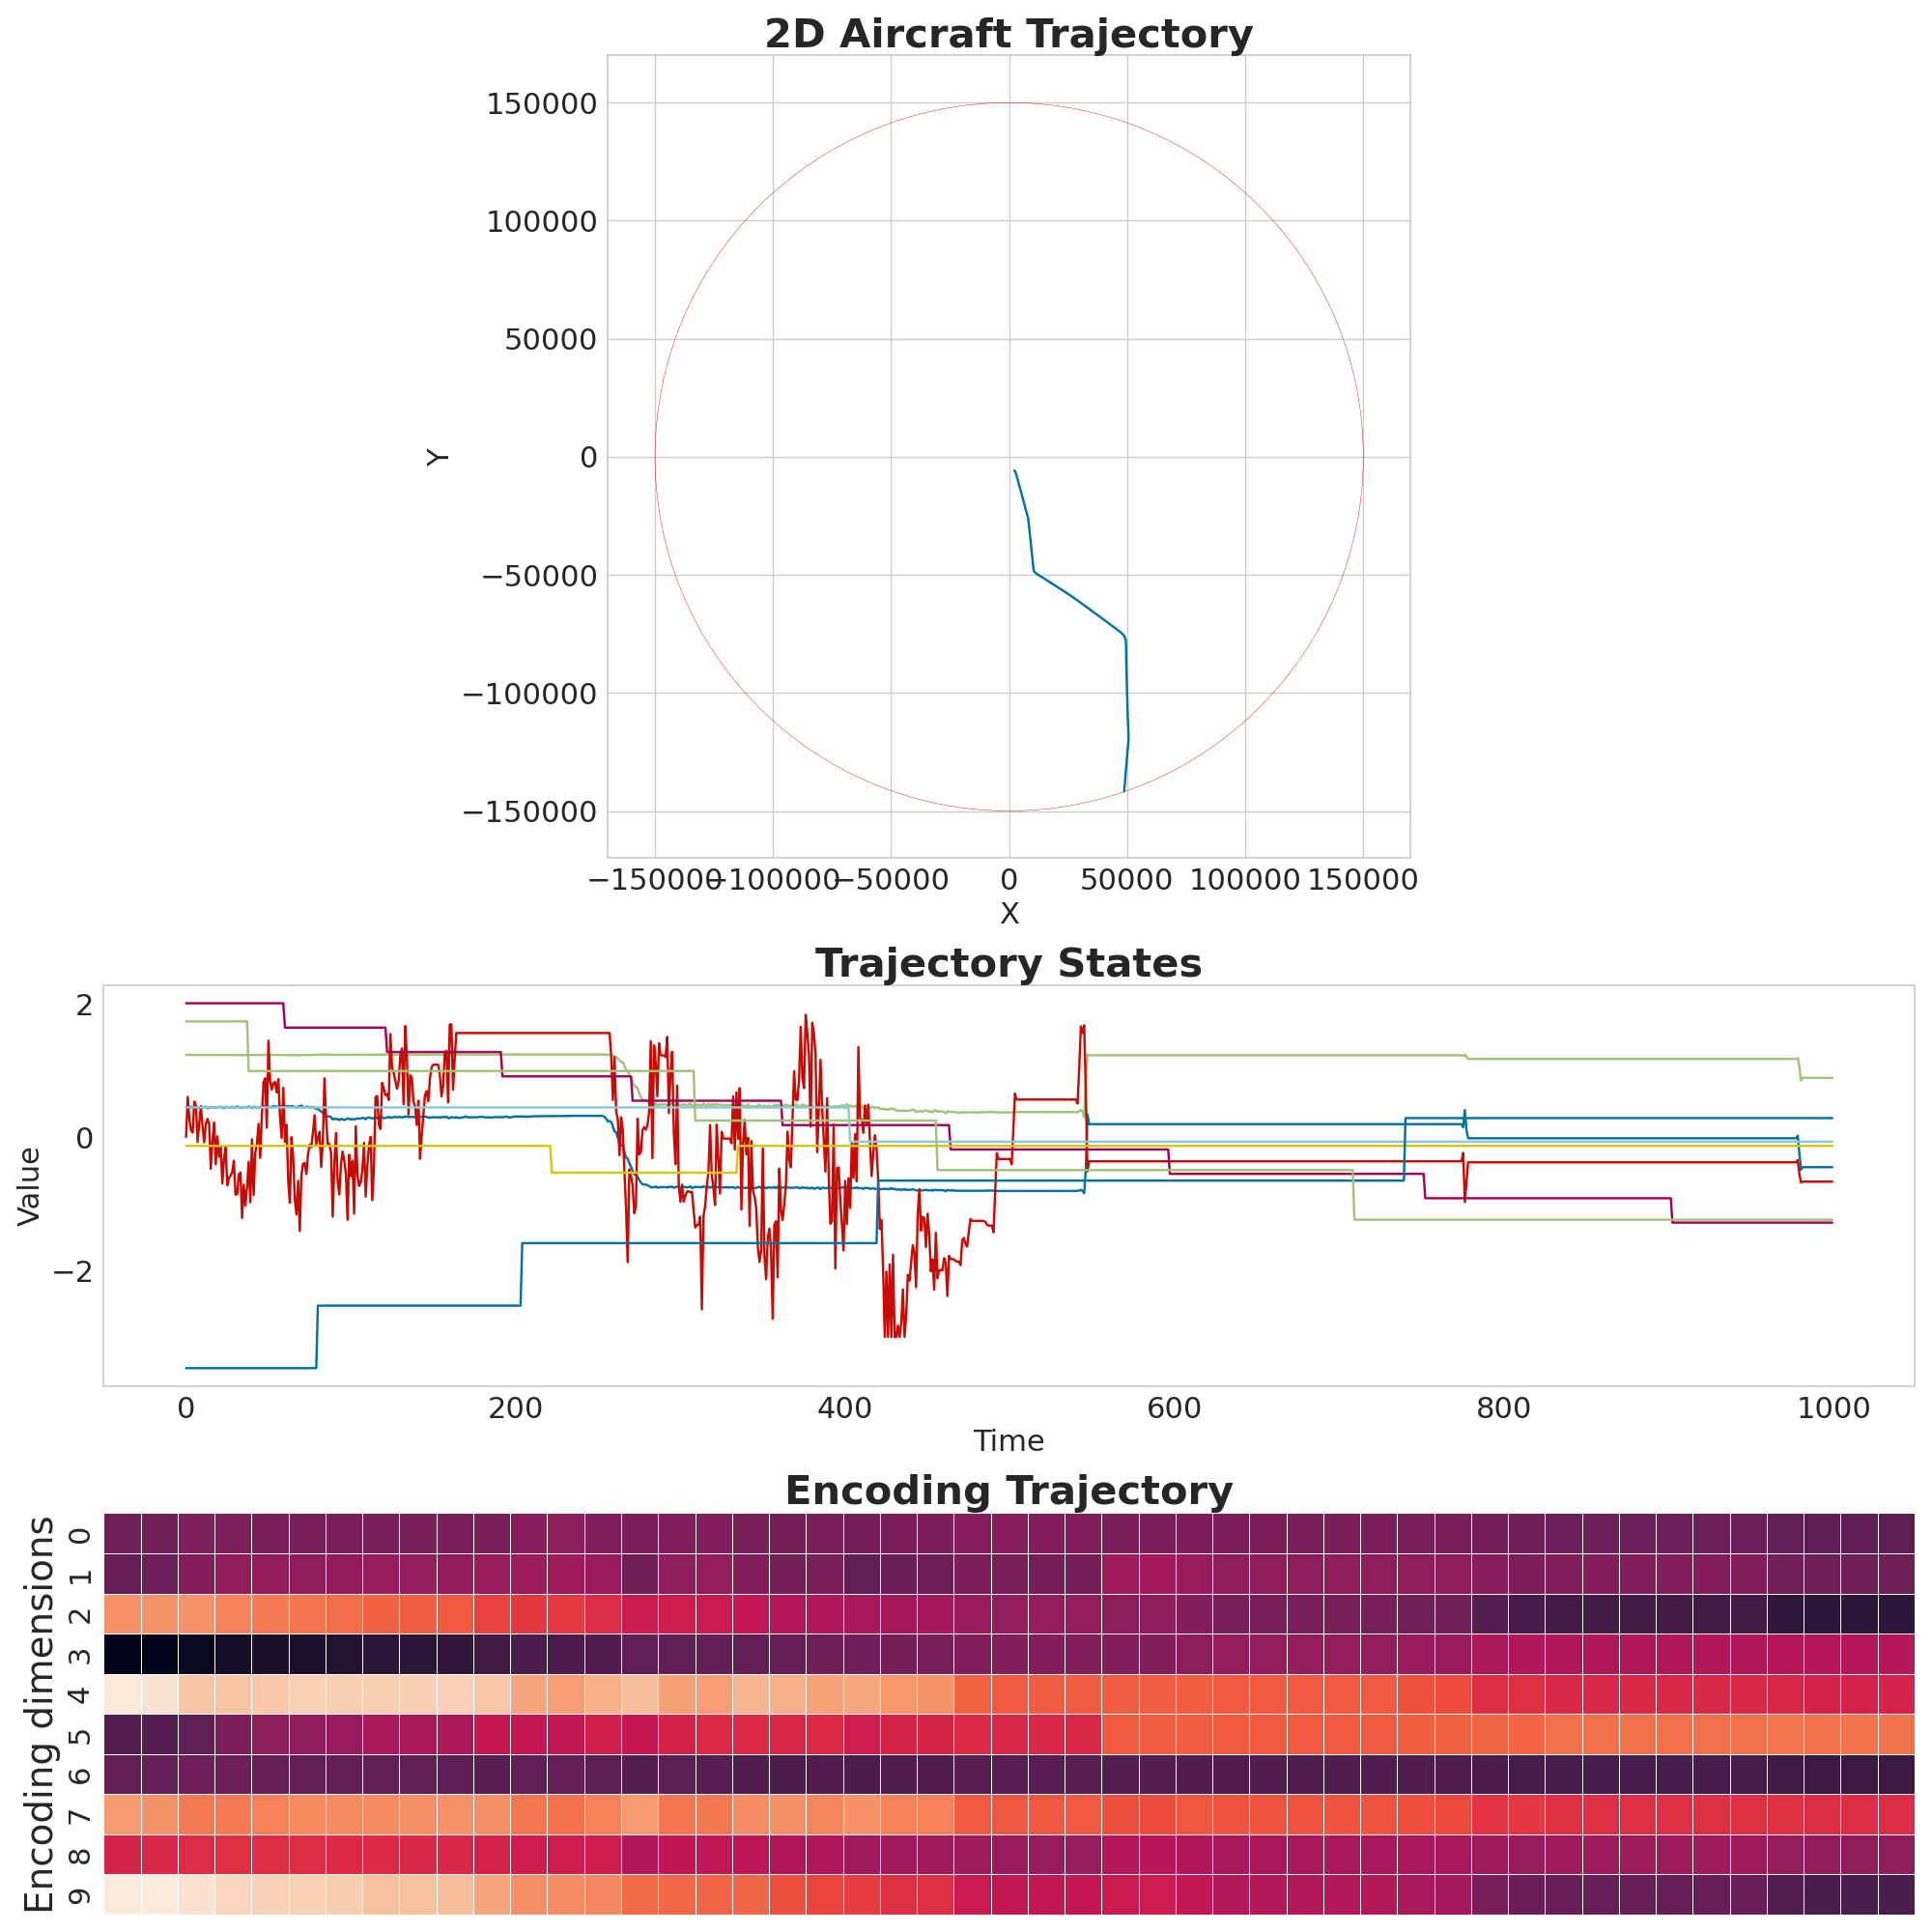 2D Aircraft Trajectory
150000
100000
50000
0
−50000
−100000
−150000
Y
−150000 −100000 −50000 0 50000 100000 150000
X
Trajectory States
2
0
−2
Value
0 200 400 600 800 1000
Time
Encoding Trajectory
Encoding dimensions
0
1
2
3
4
5
6
7
8
9